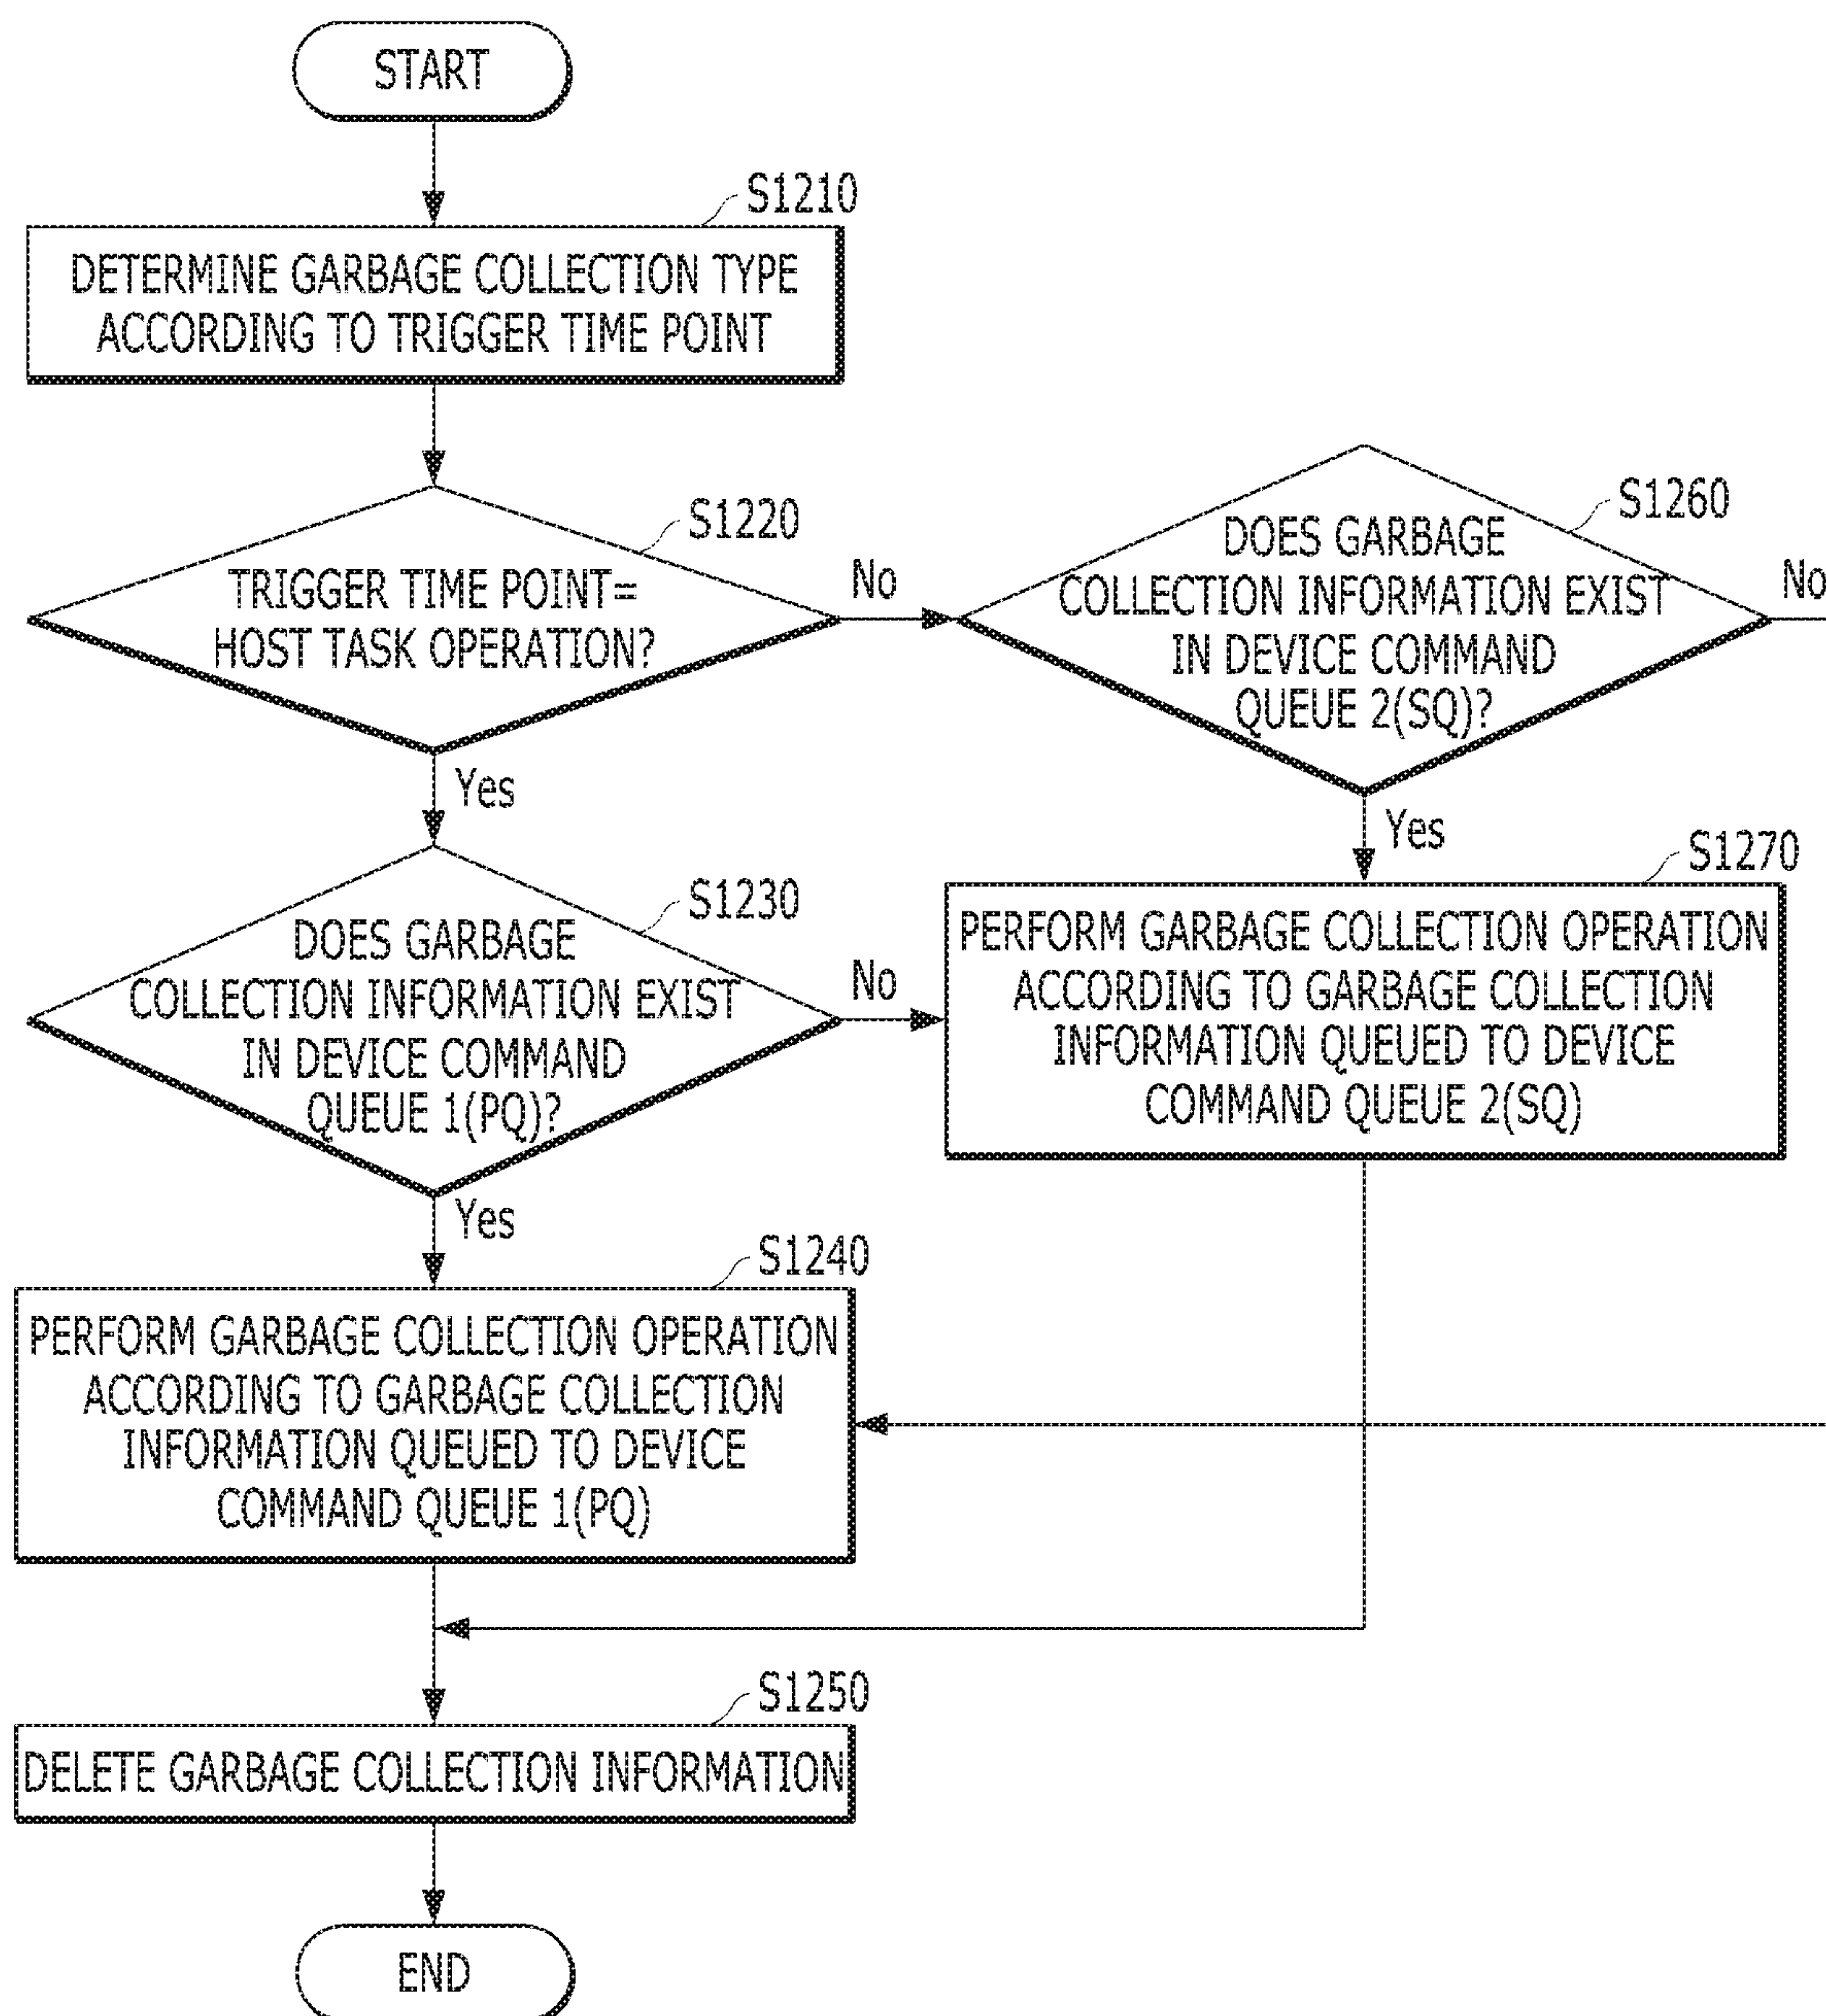 START
S1210
DETERMINE GARBAGE COLLECTION TYPE
ACCORDING TO TRIGGER TIME POINT
S1220
TRIGGER TIME POINT=
HOST TASK OPERATION?
No
Yes
S1260
DOES GARBAGE
COLLECTION INFORMATION EXIST
IN DEVICE COMMAND
QUEUE 2(SQ)?
No
Yes
S1230
DOES GARBAGE
COLLECTION INFORMATION EXIST
IN DEVICE COMMAND
QUEUE 1(PQ)?
No
Yes
S1270
PERFORM GARBAGE COLLECTION OPERATION
ACCORDING TO GARBAGE COLLECTION
INFORMATION QUEUED TO DEVICE
COMMAND QUEUE 2(SQ)
S1240
PERFORM GARBAGE COLLECTION OPERATION
ACCORDING TO GARBAGE COLLECTION
INFORMATION QUEUED TO DEVICE
COMMAND QUEUE 1(PQ)
S1250
DELETE GARBAGE COLLECTION INFORMATION
END